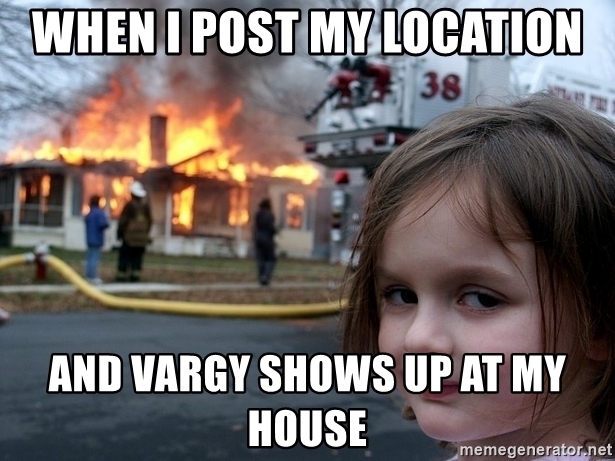 WHEN I POST MY LOCATION
38
AND VARGY SHOWS UP AT MY
HOUSE
memegenerator.net